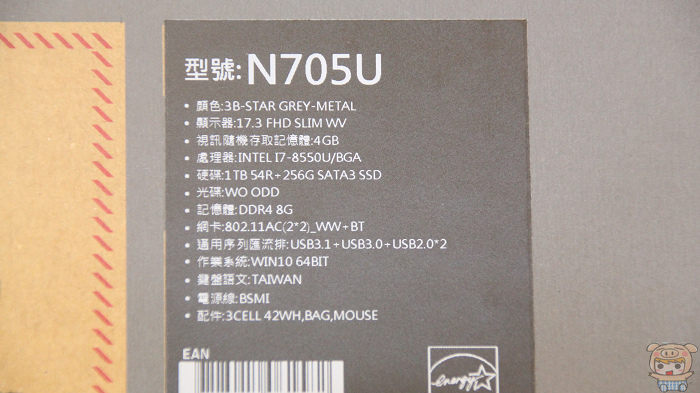 型號:N705U
• 顏色:3B-STAR GREY-METAL
• 顯示器:17.3 FHD SLIM WV
• 視訊隨機存取記憶體:4GB
• 處理器:INTEL I7-8550U/BGA
• 硬碟:1TB 54R+256G SATA3 SSD
• 光碟:WO ODD
• 記憶體:DDR4 8G
• 網卡:802.11AC(2*2)_WW+BT
• 通用序列匯流排:USB3.1+USB3.0+USB2.0*2
• 作業系統:WIN10 64BIT
• 鍵盤語文:TAIWAN
• 電源線:BSMI
• 配件:3CELL 42WH,BAG,MOUSE
EAN
energy